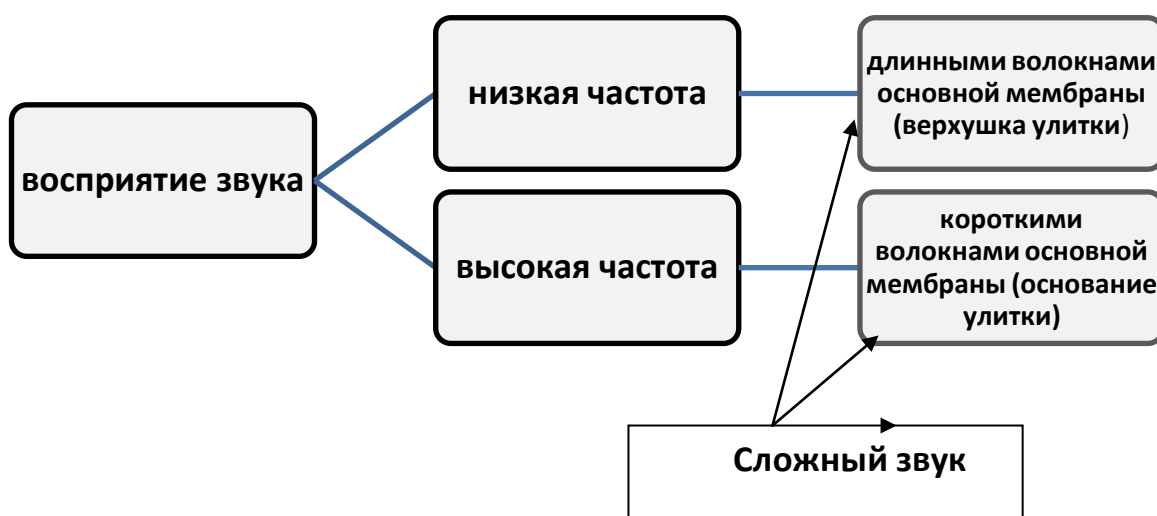 восприятие звука
низкая частота
высокая частота
длинными волокнами
основной мембраны
(верхушка улитки)
короткими
волокнами основной
мембраны (основание
улитки)
Сложный звук